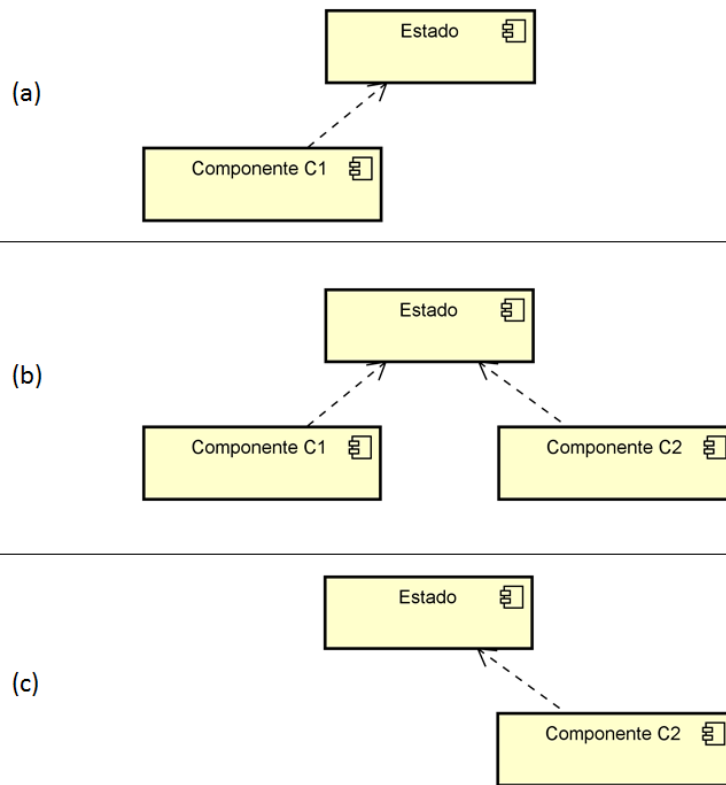 Estado
(a)
Componente C1
Estado
(b)
Componente C1 Componente C2
Estado
(c)
Componente C2